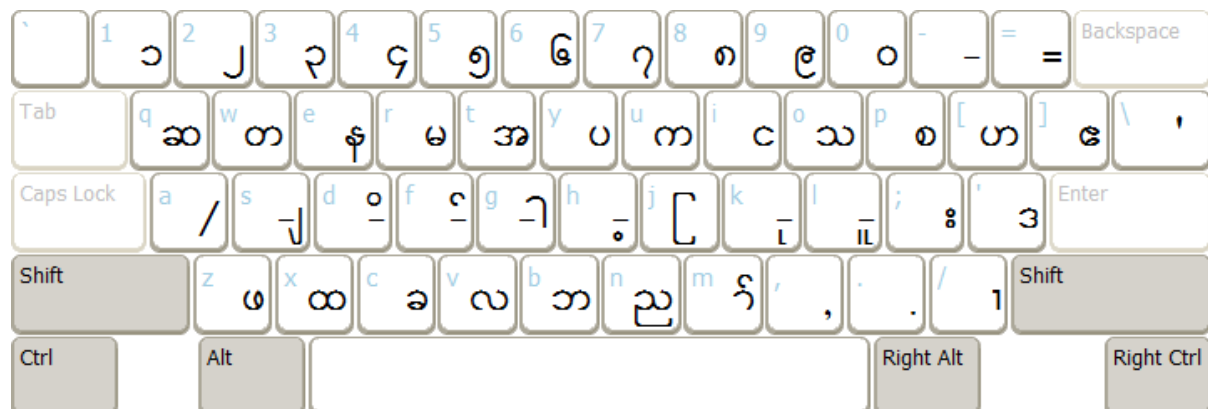 ` 1 ၁ 2 ၂ 3 ၃ 4 ၄ 5 ၅ 6 ၆ 7 ၇ 8 ၈ 9 ၉ 0 ဝ - – = = Backspace
Tab q ဆ w တ e န r မ t အ y ပ u က i င o သ p စ [ ဟ ] ဧ \ '
Caps Lock a / s ျ d ိ f ် g ါ h ့ j ြ k ု l ူ ; း ' ဒ Enter
Shift z ဖ x ထ c ခ v လ b ဘ n ည m , , . . / ာ Shift
Ctrl Alt Right Alt Right Ctrl